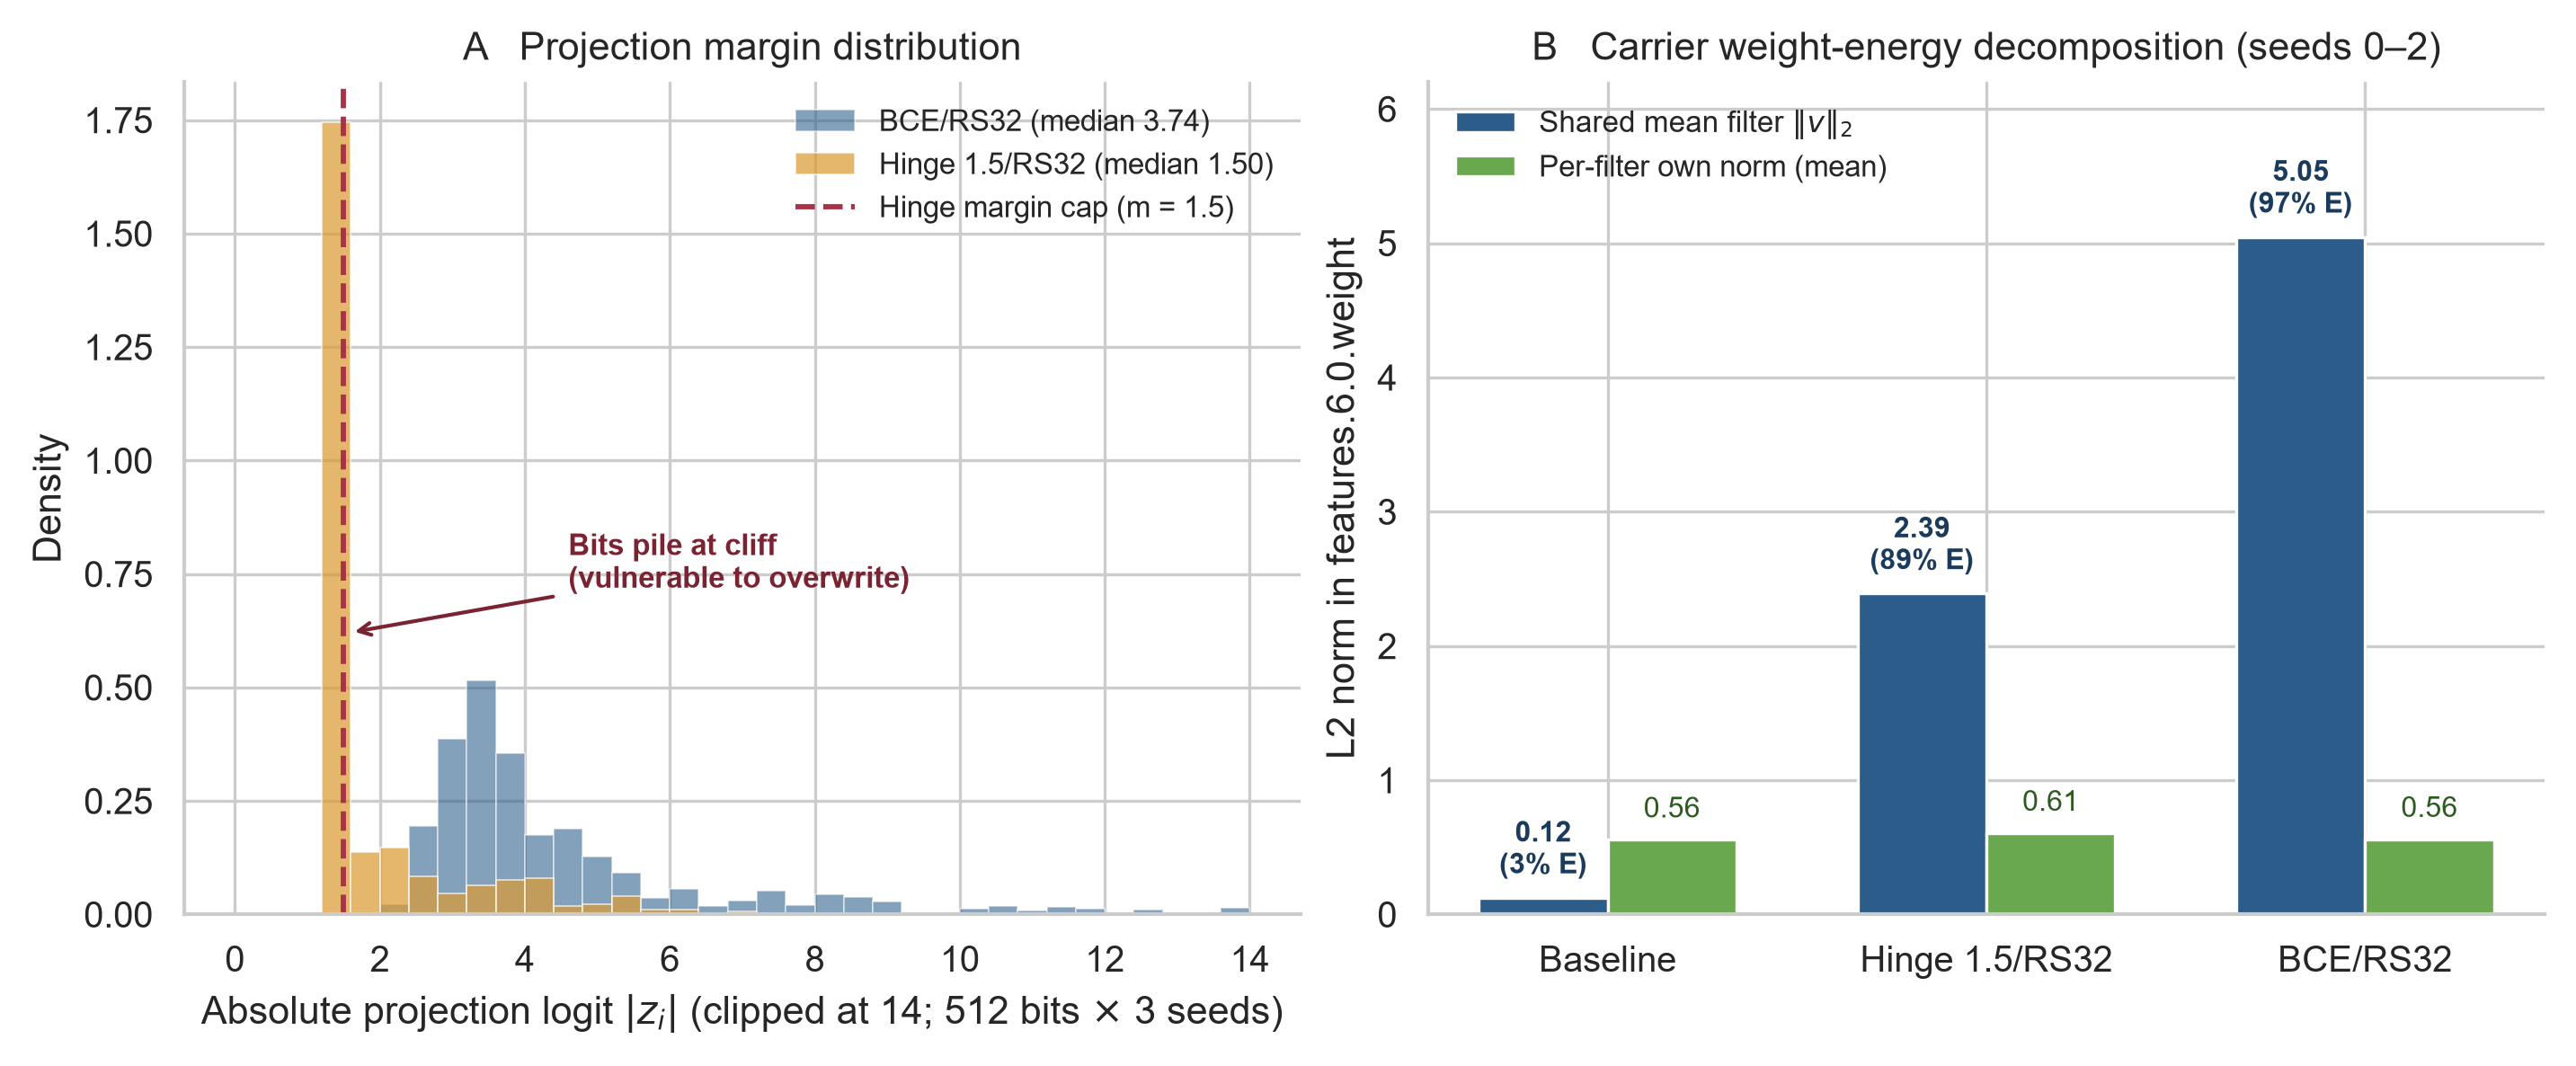 A Projection margin distribution
1.75
1.50
1.25
1.00
0.75
0.50
0.25
0.00
Density
BCE/RS32 (median 3.74)
Hinge 1.5/RS32 (median 1.50)
Hinge margin cap (m = 1.5)
Bits pile at cliff
(vulnerable to overwrite)
0 2 4 6 8 10 12 14
Absolute projection logit |z_i| (clipped at 14; 512 bits × 3 seeds)
B Carrier weight-energy decomposition (seeds 0–2)
6
5
4
3
2
1
0
L2 norm in features.6.0.weight
Shared mean filter ‖v‖₂
Per-filter own norm (mean)
0.12
(3% E)
0.56
2.39
(89% E)
0.61
5.05
(97% E)
0.56
Baseline Hinge 1.5/RS32 BCE/RS32